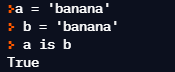 >a = 'banana'
> b = 'banana'
> a is b
True